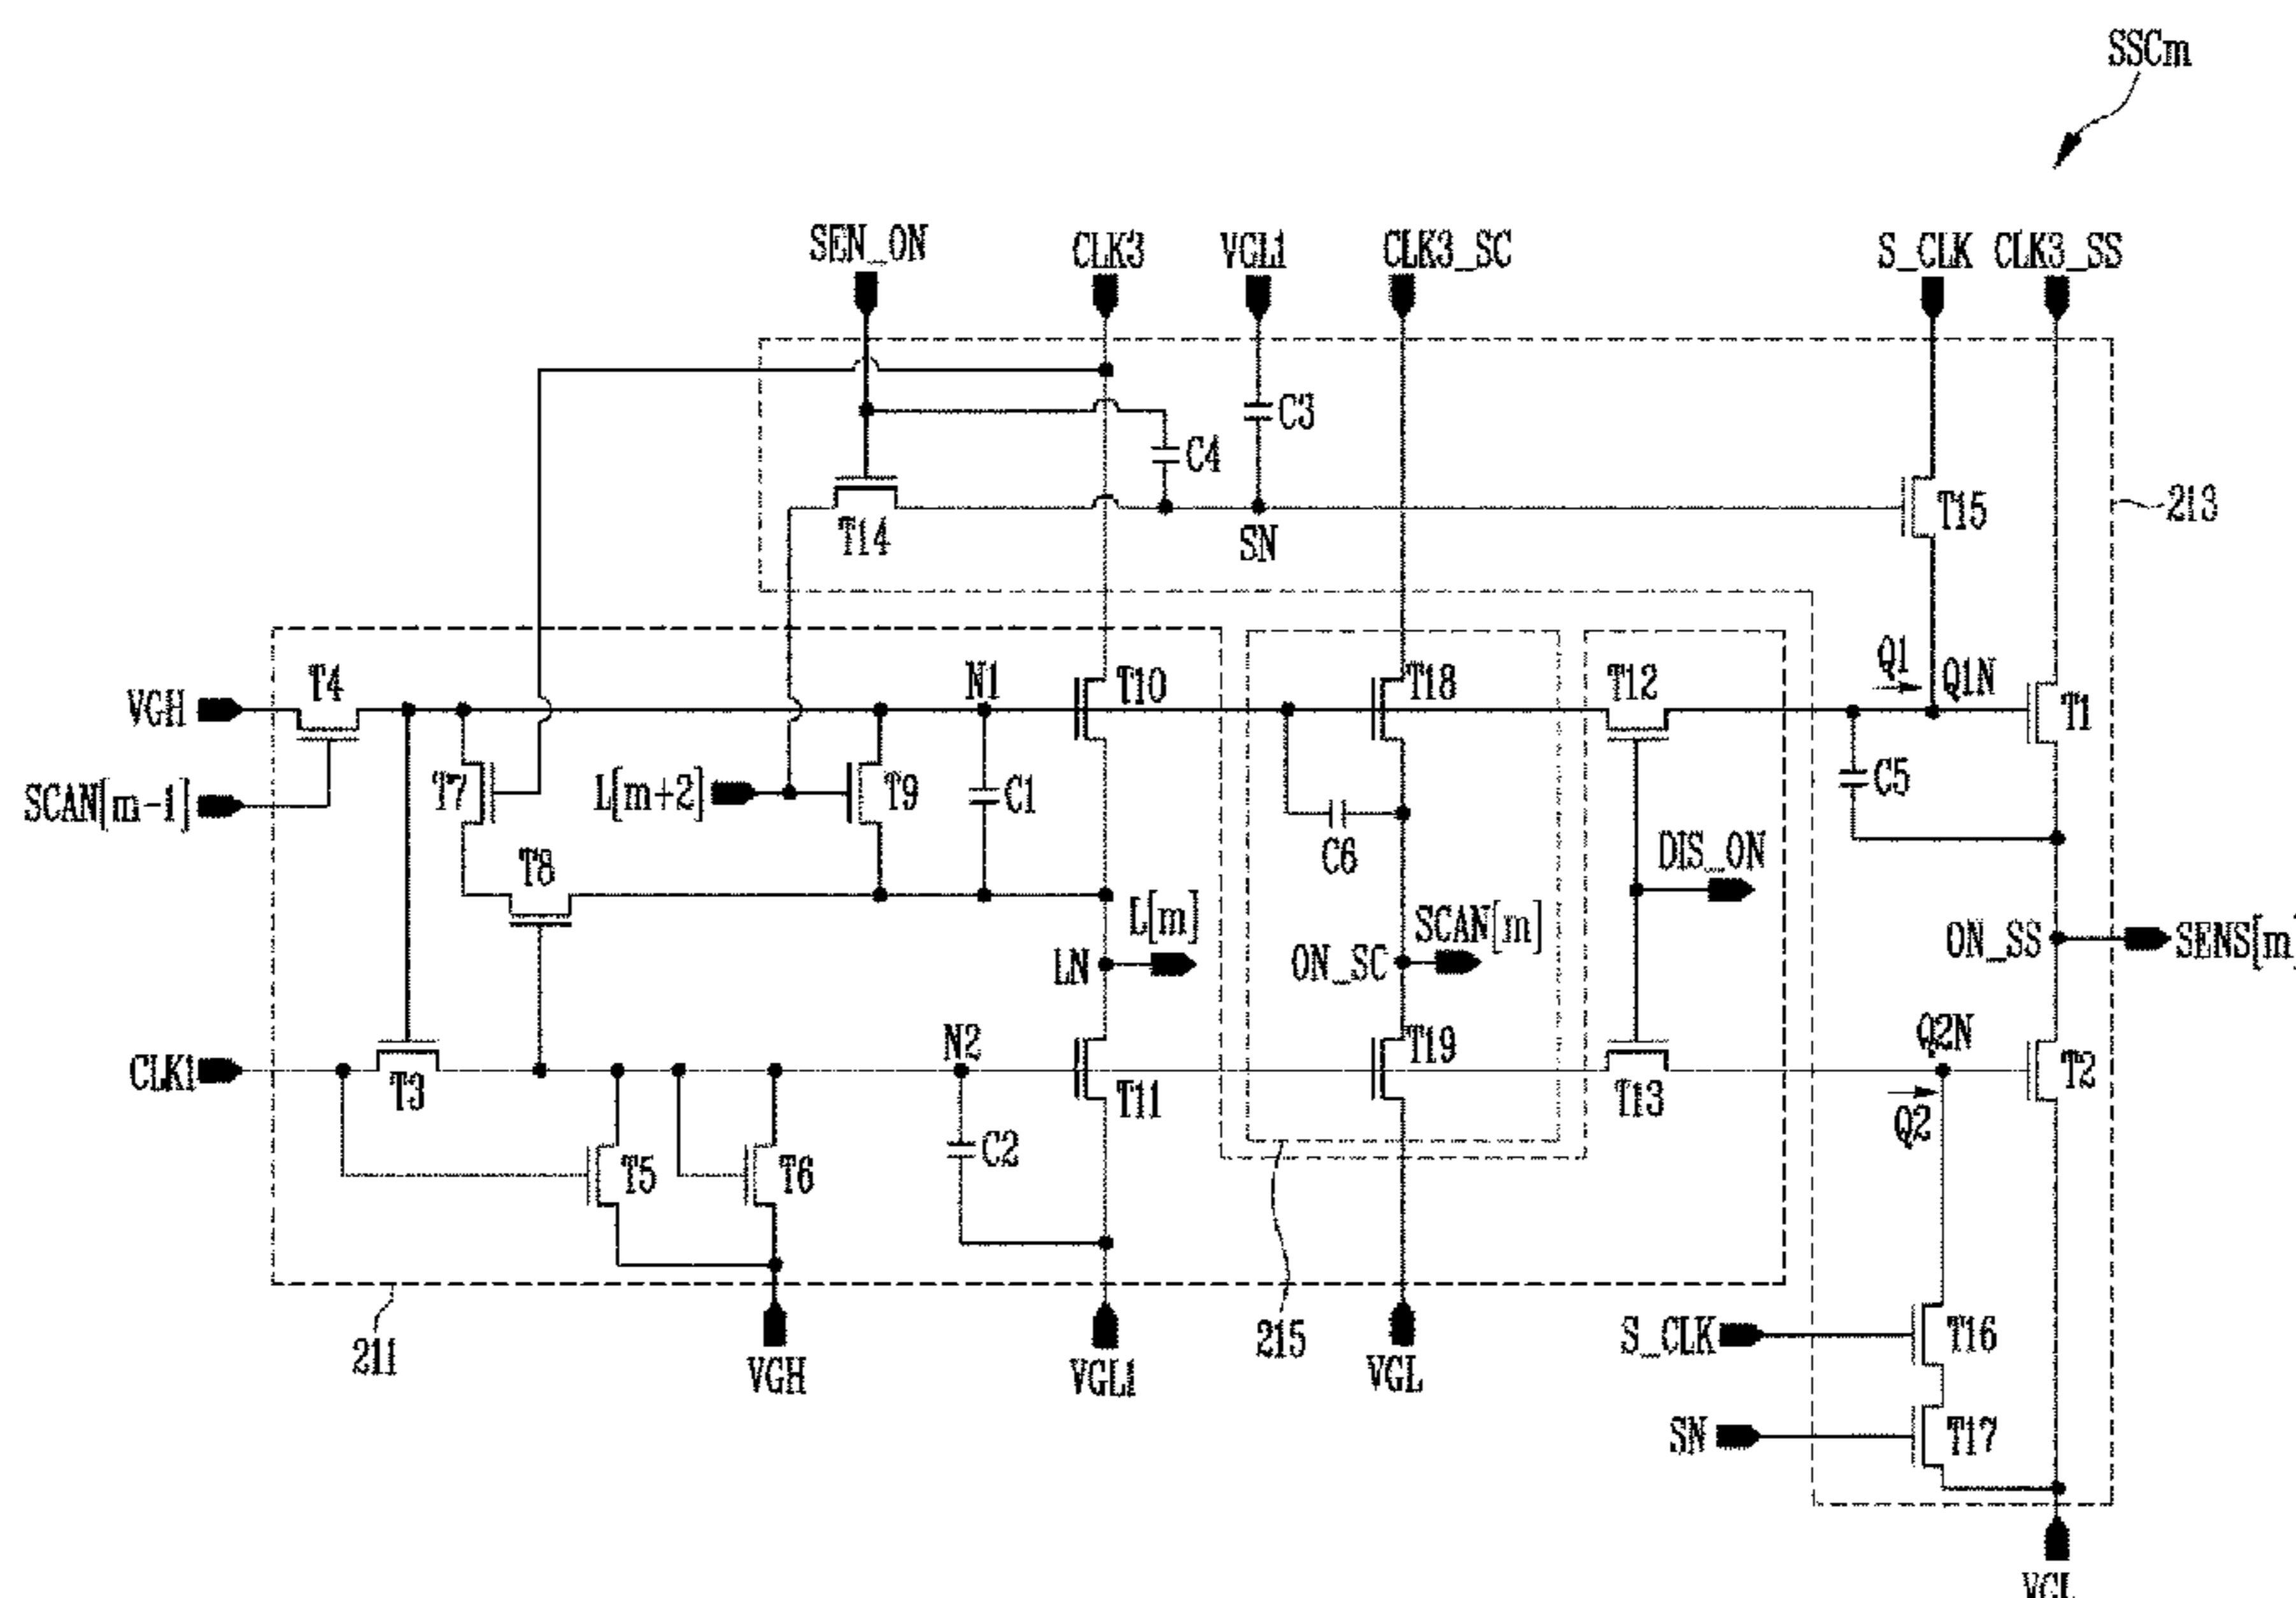 SSCm
SEN_ON
CLK3
VGL1
CLK3_SC
S_CLK
CLK3_SS
C3
C4
T14
SN
T15
213
VGH
T4
N1
T10
T18
T12
Q1
Q1N
T1
SCAN[m-1]
T7
L[m+2]
T9
C1
C6
C5
T8
DIS_ON
L[m]
SCAN[m]
LN
ON_SC
ON_SS
SENS[m]
CLK1
T3
N2
T11
T19
T13
Q2N
Q2
T2
T5
T6
C2
211
VGH
VGL1
215
VGL
S_CLK
T16
SN
T17
VGL